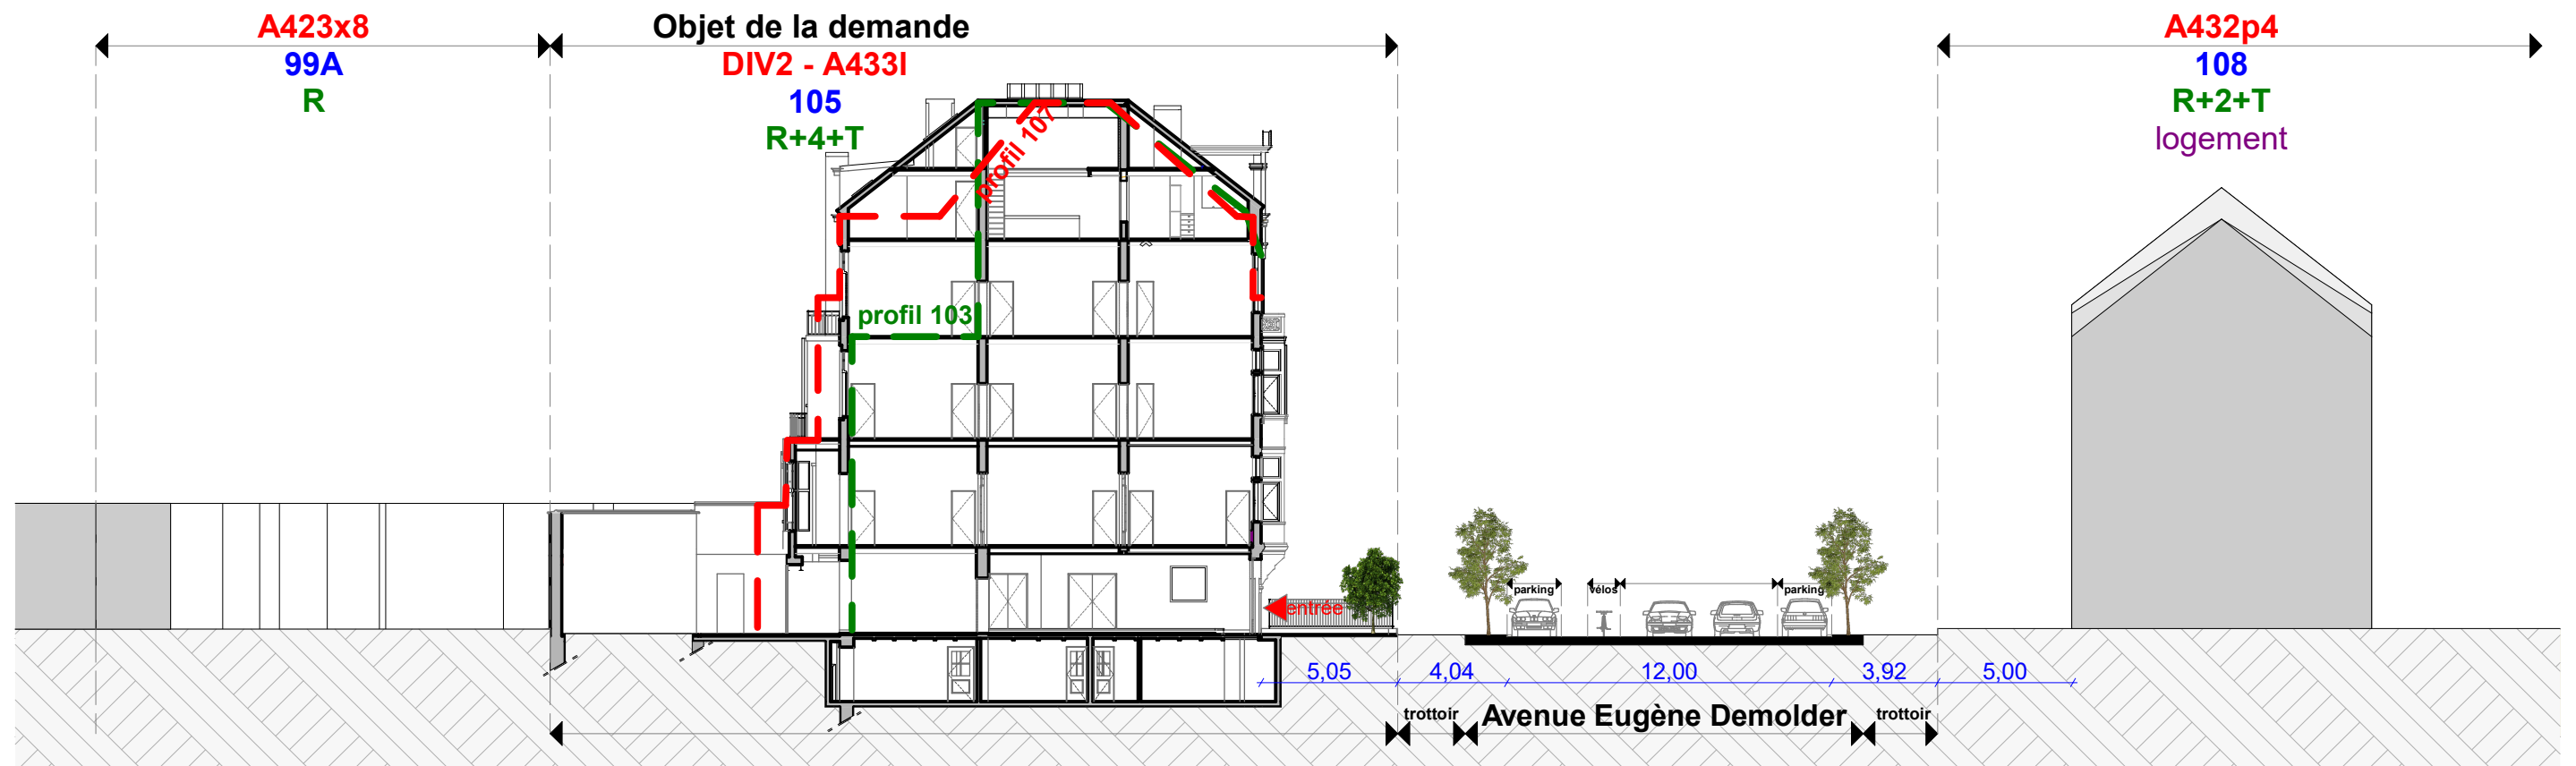 A423x8
99A
R
Objet de la demande
DIV2 - A433l
105
R+4+T
A432p4
108
R+2+T
logement
profil 107
profil 103
entrée
parking
vélos
parking
5,05
4,04
12,00
3,92
5,00
trottoir
Avenue Eugène Demolder
trottoir